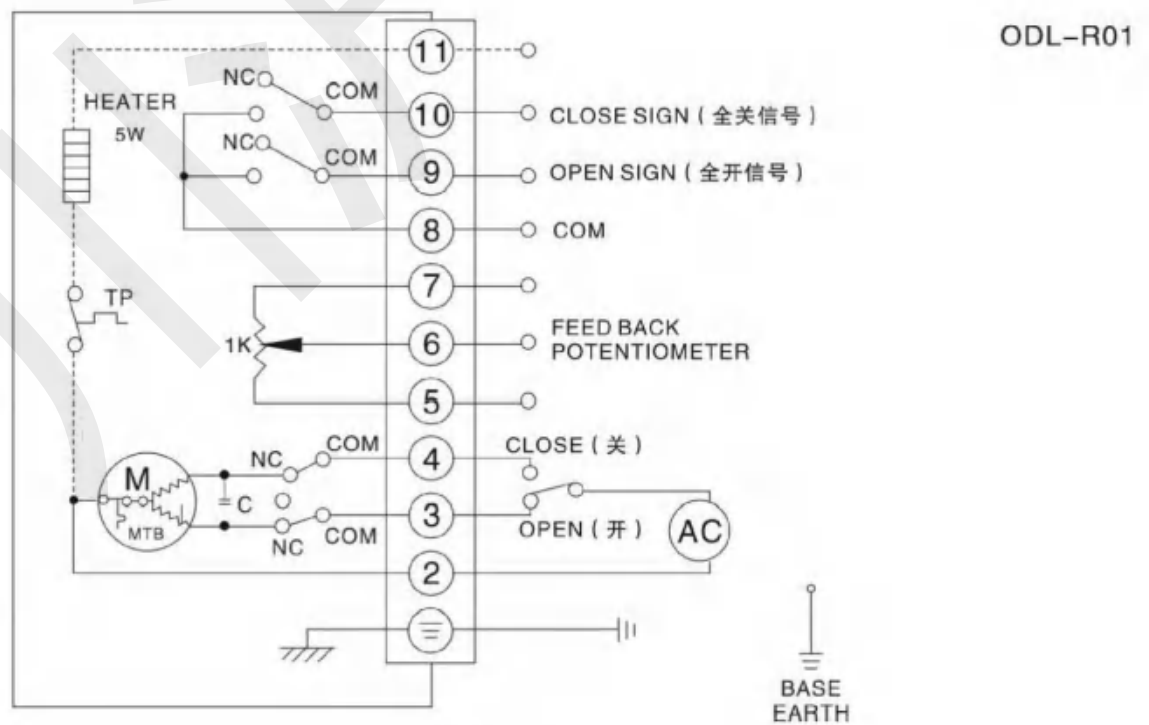 ODL-R01
11
NC
COM
HEATER
5W
10
CLOSE SIGN ( 全关信号 )
NC
COM
9
OPEN SIGN ( 全开信号 )
8
COM
7
TP
1K
6
FEED BACK
POTENTIOMETER
5
CLOSE ( 关 )
COM
4
NC
M
C
MTB
3
NC
COM
OPEN ( 开 )
AC
2
BASE
EARTH